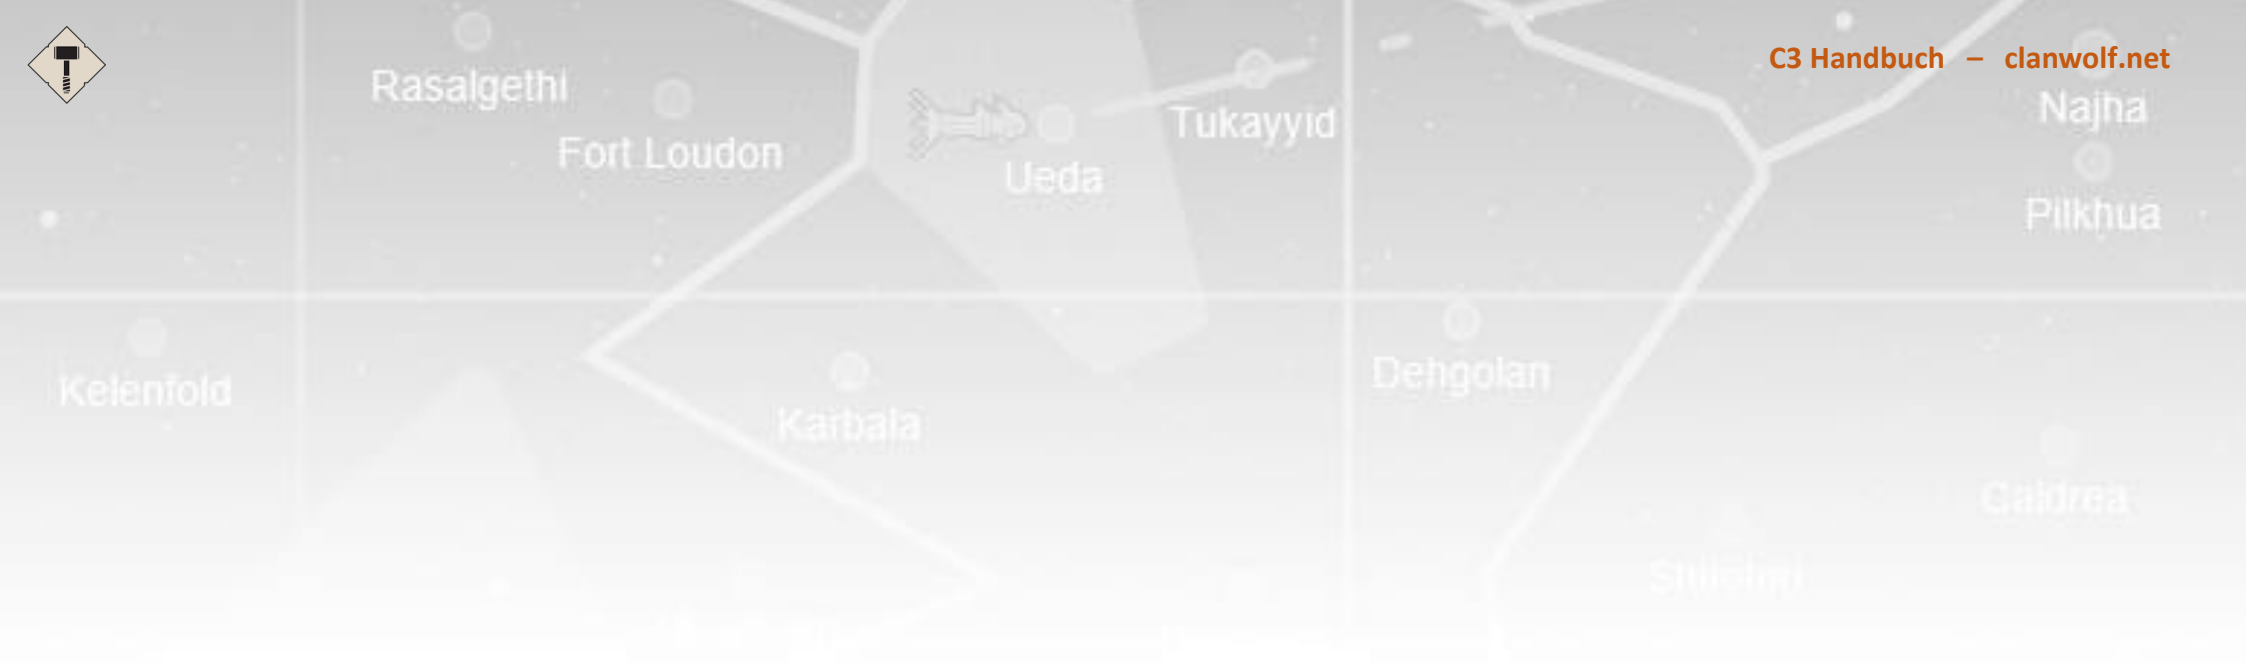 C3 Handbuch – clanwolf.net
Rasalgethi
Fort Loudon
Ueda
Tukayyid
Najha
Pilkhua
Kelenfold
Karbala
Dehgolan
Caldrea